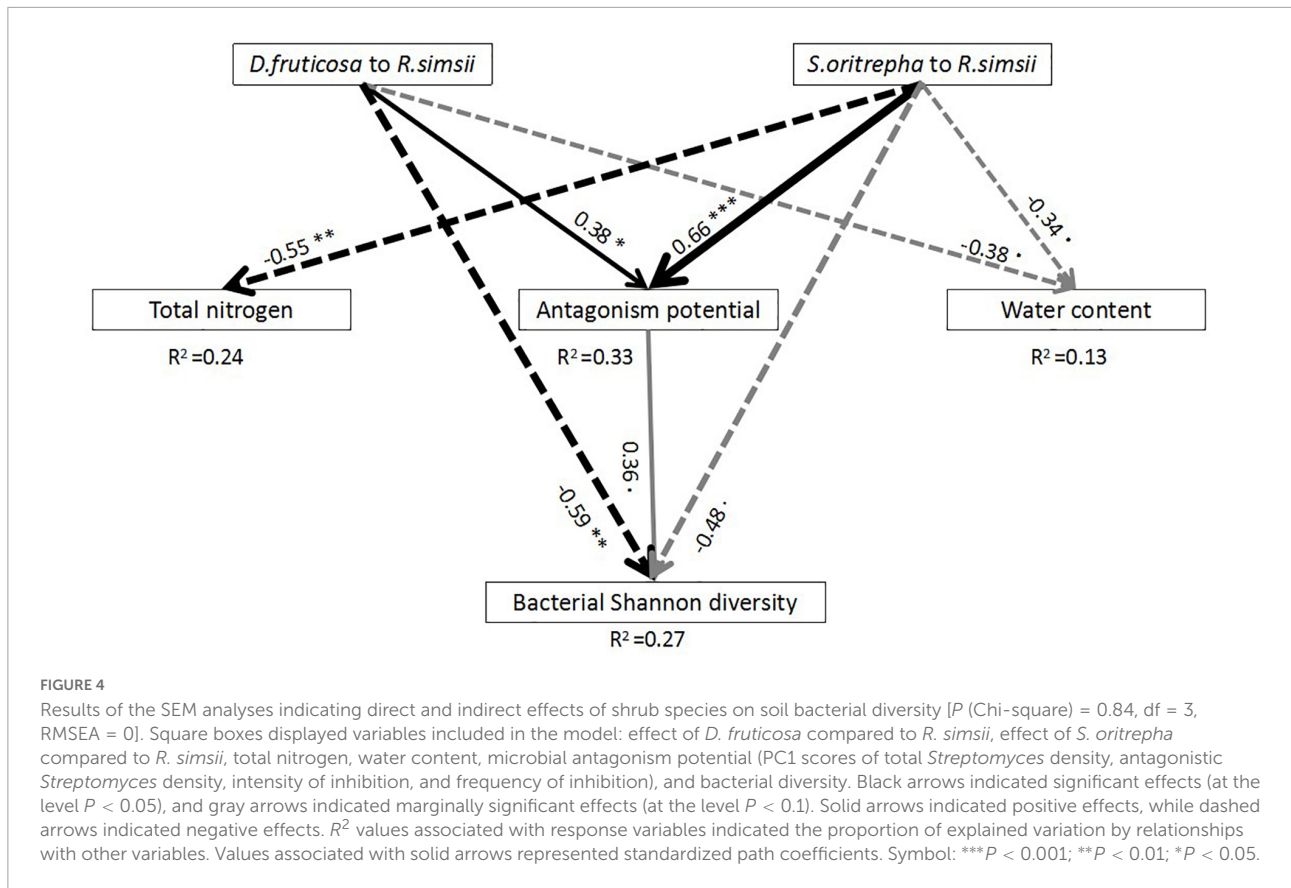 D.fruticosa to R.simsii
S.oritrepha to R.simsii
-0.55 **
0.38 *
0.66 ***
-0.38 ·
-0.34 ·
Total nitrogen
Antagonism potential
Water content
R² =0.24
R² =0.33
R² =0.13
-0.59 **
0.36 ·
-0.48 ·
Bacterial Shannon diversity
R² =0.27
FIGURE 4
Results of the SEM analyses indicating direct and indirect effects of shrub species on soil bacterial diversity [P (Chi-square) = 0.84, df = 3,
RMSEA = 0]. Square boxes displayed variables included in the model: effect of D. fruticosa compared to R. simsii, effect of S. oritrepha
compared to R. simsii, total nitrogen, water content, microbial antagonism potential (PC1 scores of total Streptomyces density, antagonistic
Streptomyces density, intensity of inhibition, and frequency of inhibition), and bacterial diversity. Black arrows indicated significant effects (at the
level P < 0.05), and gray arrows indicated marginally significant effects (at the level P < 0.1). Solid arrows indicated positive effects, while dashed
arrows indicated negative effects. R² values associated with response variables indicated the proportion of explained variation by relationships
with other variables. Values associated with solid arrows represented standardized path coefficients. Symbol: ***P < 0.001; **P < 0.01; *P < 0.05.